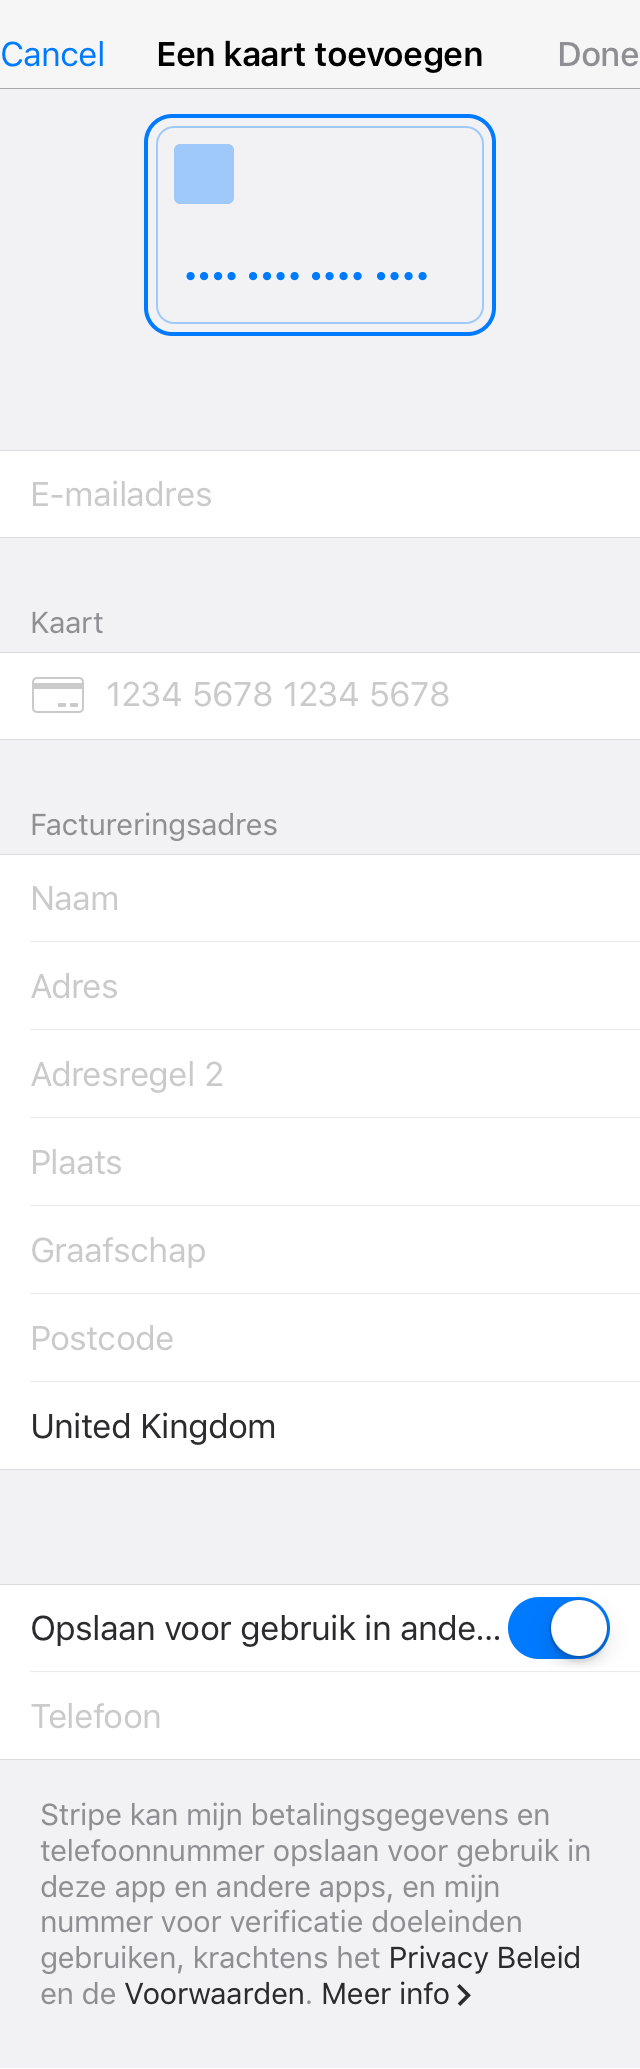 Cancel Een kaart toevoegen Done
•••• •••• •••• ••••
E-mailadres
Kaart
1234 5678 1234 5678
Factureringsadres
Naam
Adres
Adresregel 2
Plaats
Graafschap
Postcode
United Kingdom
Opslaan voor gebruik in ande...
Telefoon
Stripe kan mijn betalingsgegevens en
telefoonnummer opslaan voor gebruik in
deze app en andere apps, en mijn
nummer voor verificatie doeleinden
gebruiken, krachtens het Privacy Beleid
en de Voorwaarden. Meer info